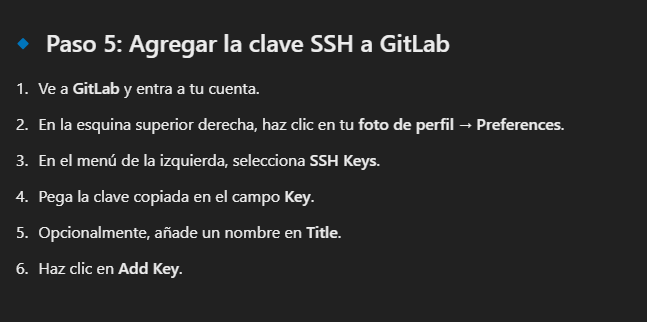 Paso 5: Agregar la clave SSH a GitLab
1. Ve a GitLab y entra a tu cuenta.
2. En la esquina superior derecha, haz clic en tu foto de perfil → Preferences.
3. En el menú de la izquierda, selecciona SSH Keys.
4. Pega la clave copiada en el campo Key.
5. Opcionalmente, añade un nombre en Title.
6. Haz clic en Add Key.